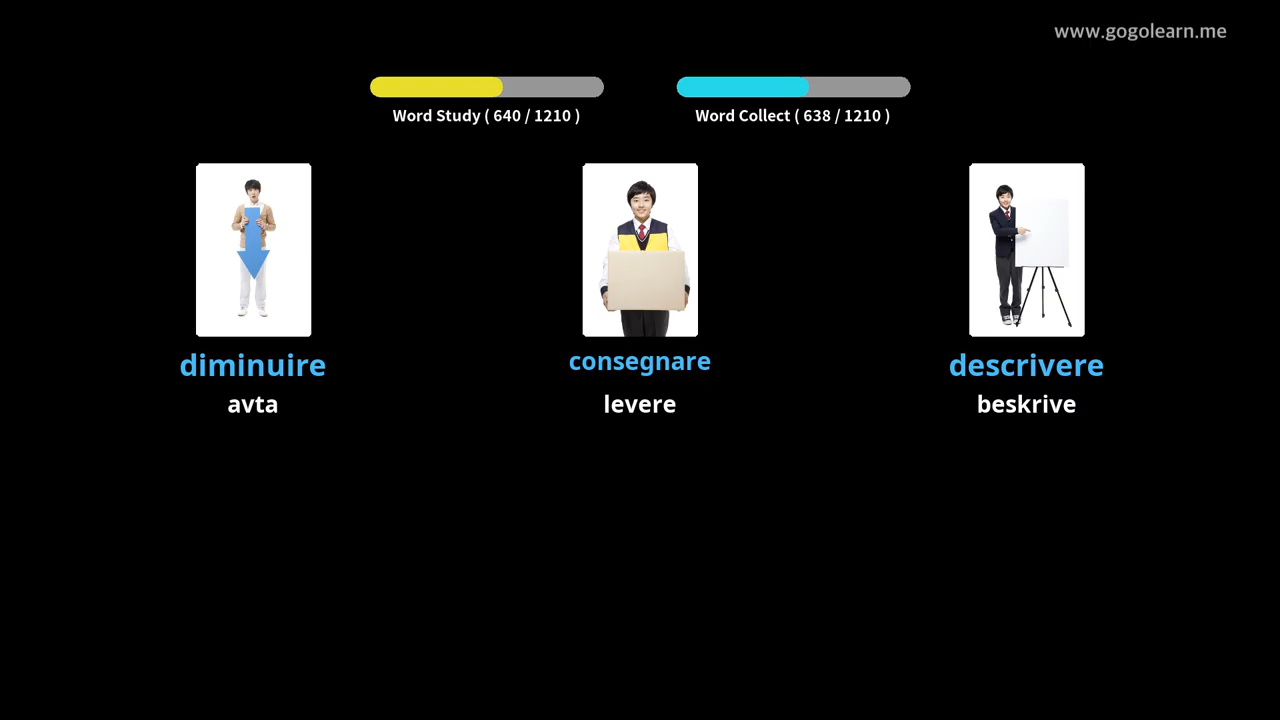 www.gogolearn.me
Word Study ( 640 / 1210 )
Word Collect ( 638 / 1210 )
diminuire
consegnare
descrivere
avta
levere
beskrive